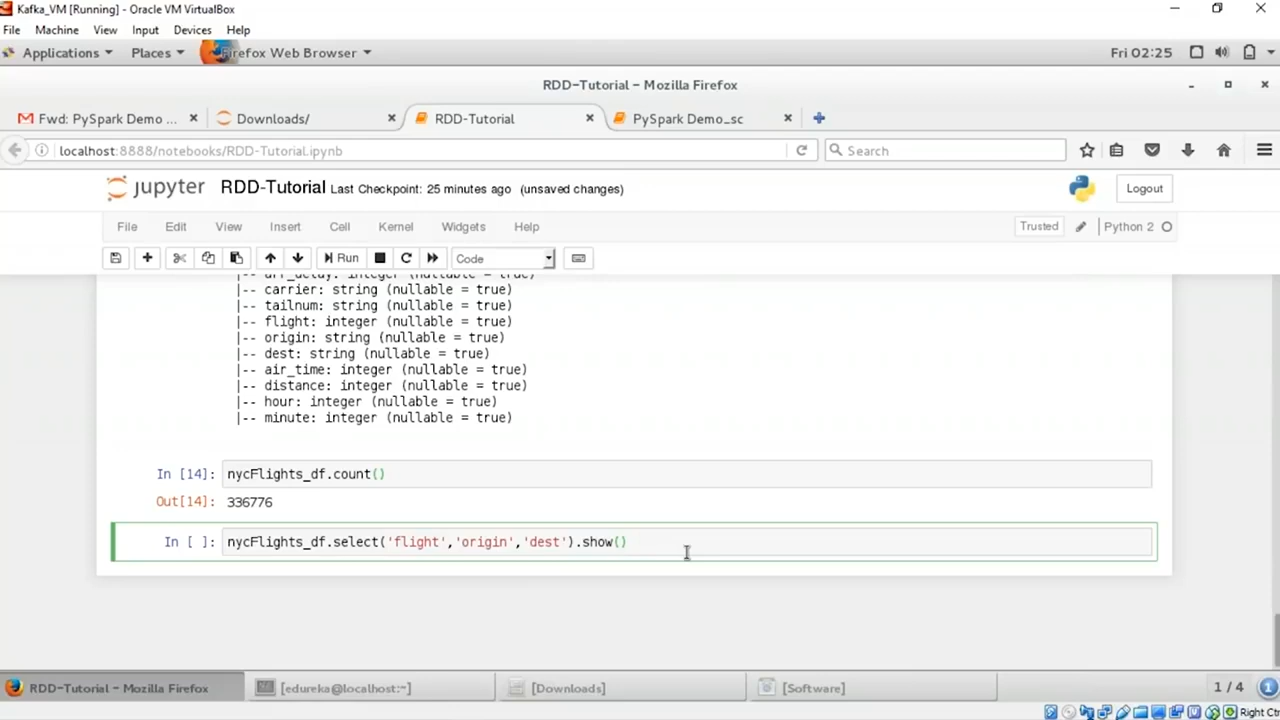 Kafka_VM [Running] - Oracle VM VirtualBox
File Machine View Input Devices Help
Applications Places Firefox Web Browser Fri 02:25
RDD-Tutorial - Mozilla Firefox
Fwd: PySpark Demo ... Downloads/ RDD-Tutorial PySpark Demo_sc
localhost:8888/notebooks/RDD-Tutorial.ipynb Search
jupyter RDD-Tutorial Last Checkpoint: 25 minutes ago (unsaved changes) Logout
File Edit View Insert Cell Kernel Widgets Help Trusted Python 2
Run Code
|-- arr_delay: integer (nullable = true)
|-- carrier: string (nullable = true)
|-- tailnum: string (nullable = true)
|-- flight: integer (nullable = true)
|-- origin: string (nullable = true)
|-- dest: string (nullable = true)
|-- air_time: integer (nullable = true)
|-- distance: integer (nullable = true)
|-- hour: integer (nullable = true)
|-- minute: integer (nullable = true)
In [14]: nycFlights_df.count()
Out[14]: 336776
In [ ]: nycFlights_df.select('flight','origin','dest').show()
RDD-Tutorial - Mozilla Firefox [edureka@localhost:~] [Downloads] [Software] 1 / 4 1
Right Ctr